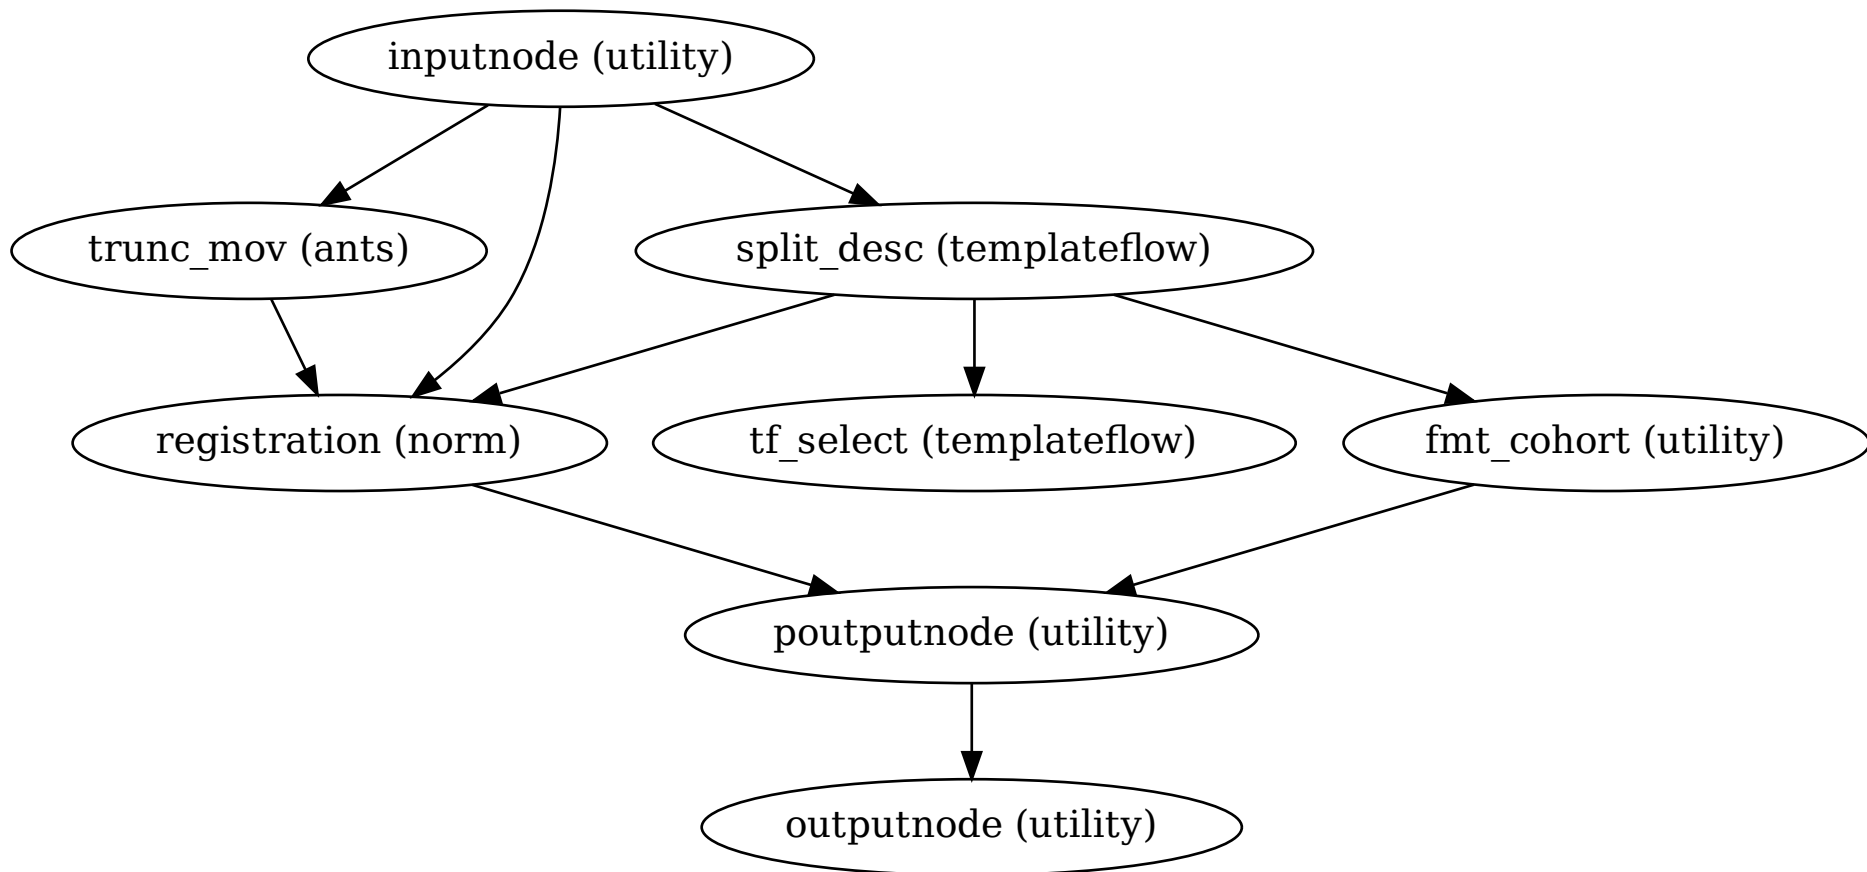 inputnode (utility)
trunc_mov (ants)
split_desc (templateflow)
registration (norm)
tf_select (templateflow)
fmt_cohort (utility)
poutputnode (utility)
outputnode (utility)